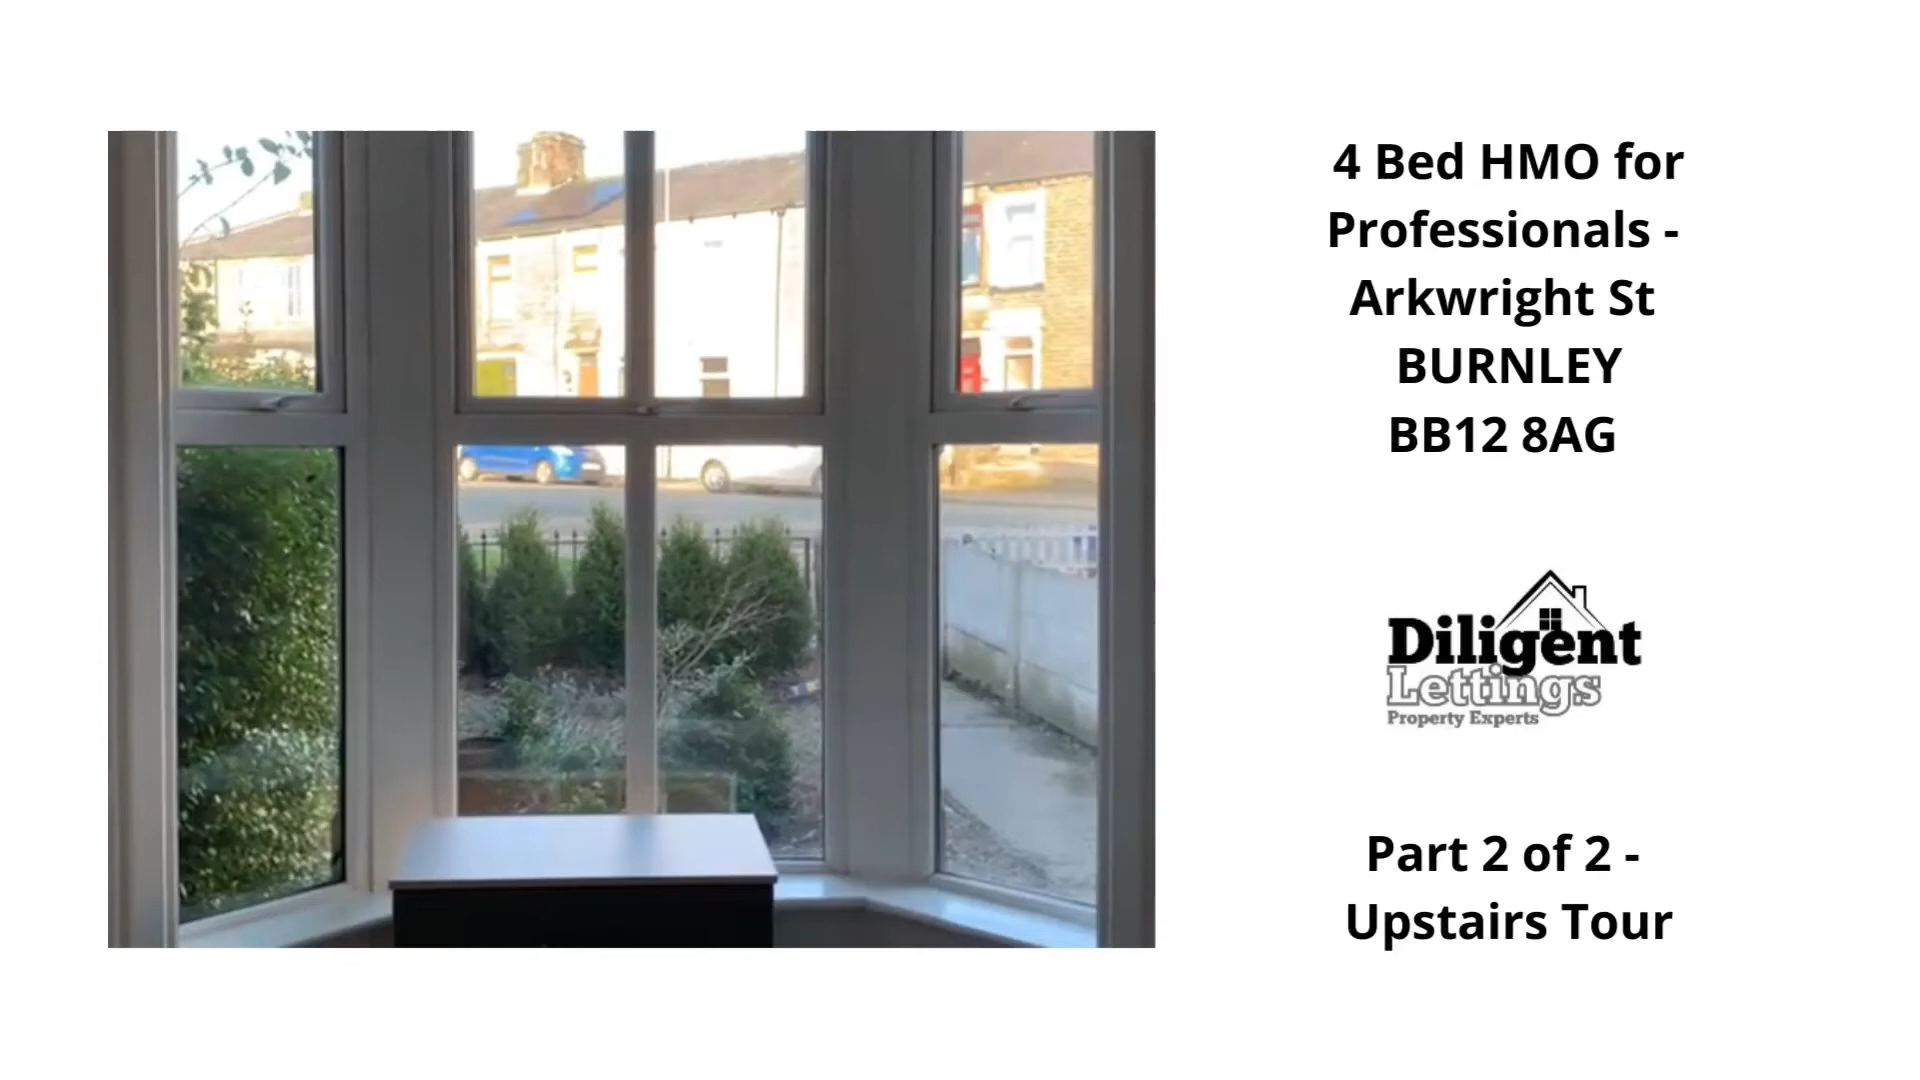 4 Bed HMO for
Professionals -
Arkwright St
BURNLEY
BB12 8AG
Diligent
Lettings
Property Experts
Part 2 of 2 -
Upstairs Tour